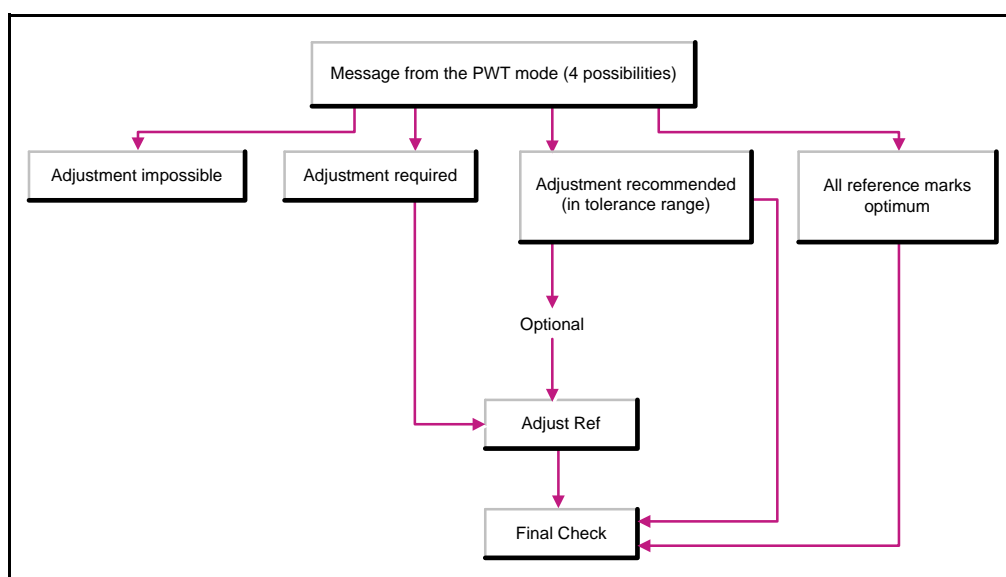 Message from the PWT mode (4 possibilities)
Adjustment impossible
Adjustment required
Adjustment recommended
(in tolerance range)
All reference marks
optimum
Optional
Adjust Ref
Final Check